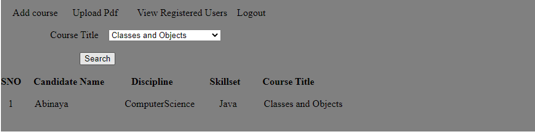 Add course Upload Pdf View Registered Users Logout
Course Title Classes and Objects
Search
SNO Candidate Name Discipline Skillset Course Title
1 Abinaya ComputerScience Java Classes and Objects